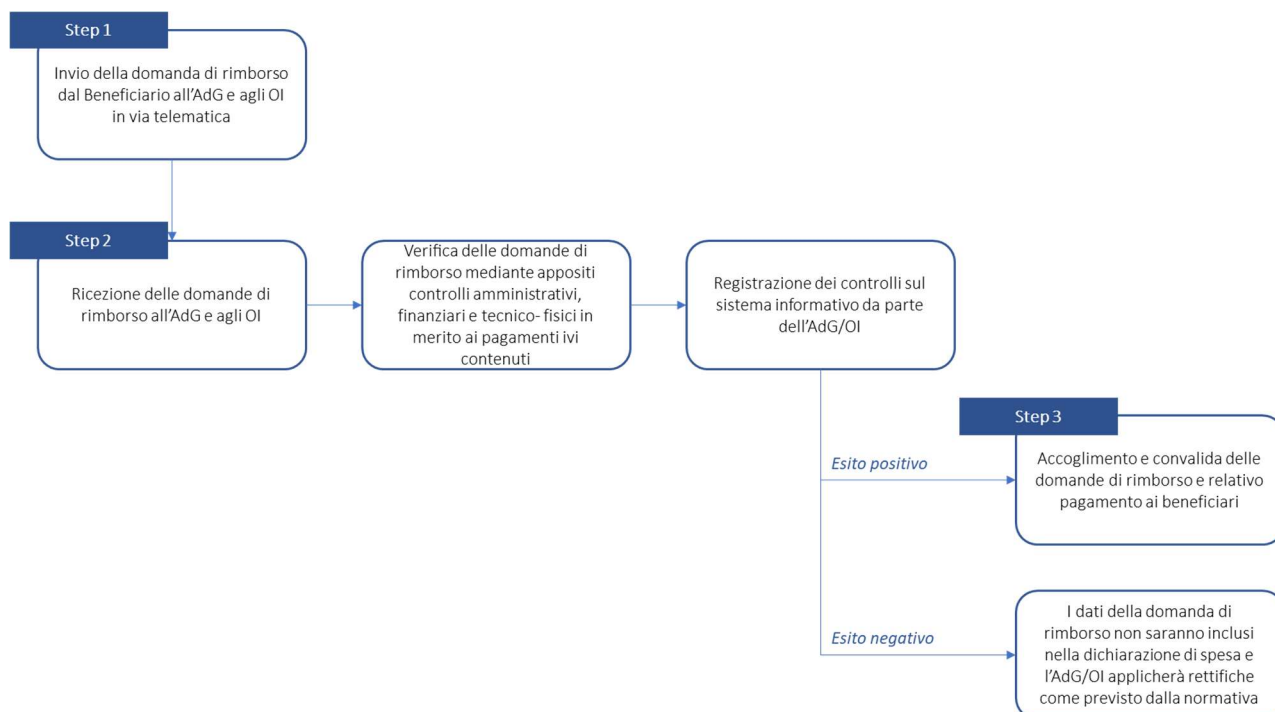 Step 1
Invio della domanda di rimborso
dal Beneficiario all’AdG e agli OI
in via telematica
Step 2
Ricezione delle domande di
rimborso all’AdG e agli OI
Verifica delle domande di
rimborso mediante appositi
controlli amministrativi,
finanziari e tecnico- fisici in
merito ai pagamenti ivi
contenuti
Registrazione dei controlli sul
sistema informativo da parte
dell’AdG/OI
Esito positivo
Step 3
Accoglimento e convalida delle
domande di rimborso e relativo
pagamento ai beneficiari
Esito negativo
I dati della domanda di
rimborso non saranno inclusi
nella dichiarazione di spesa e
l’AdG/OI applicherà rettifiche
come previsto dalla normativa